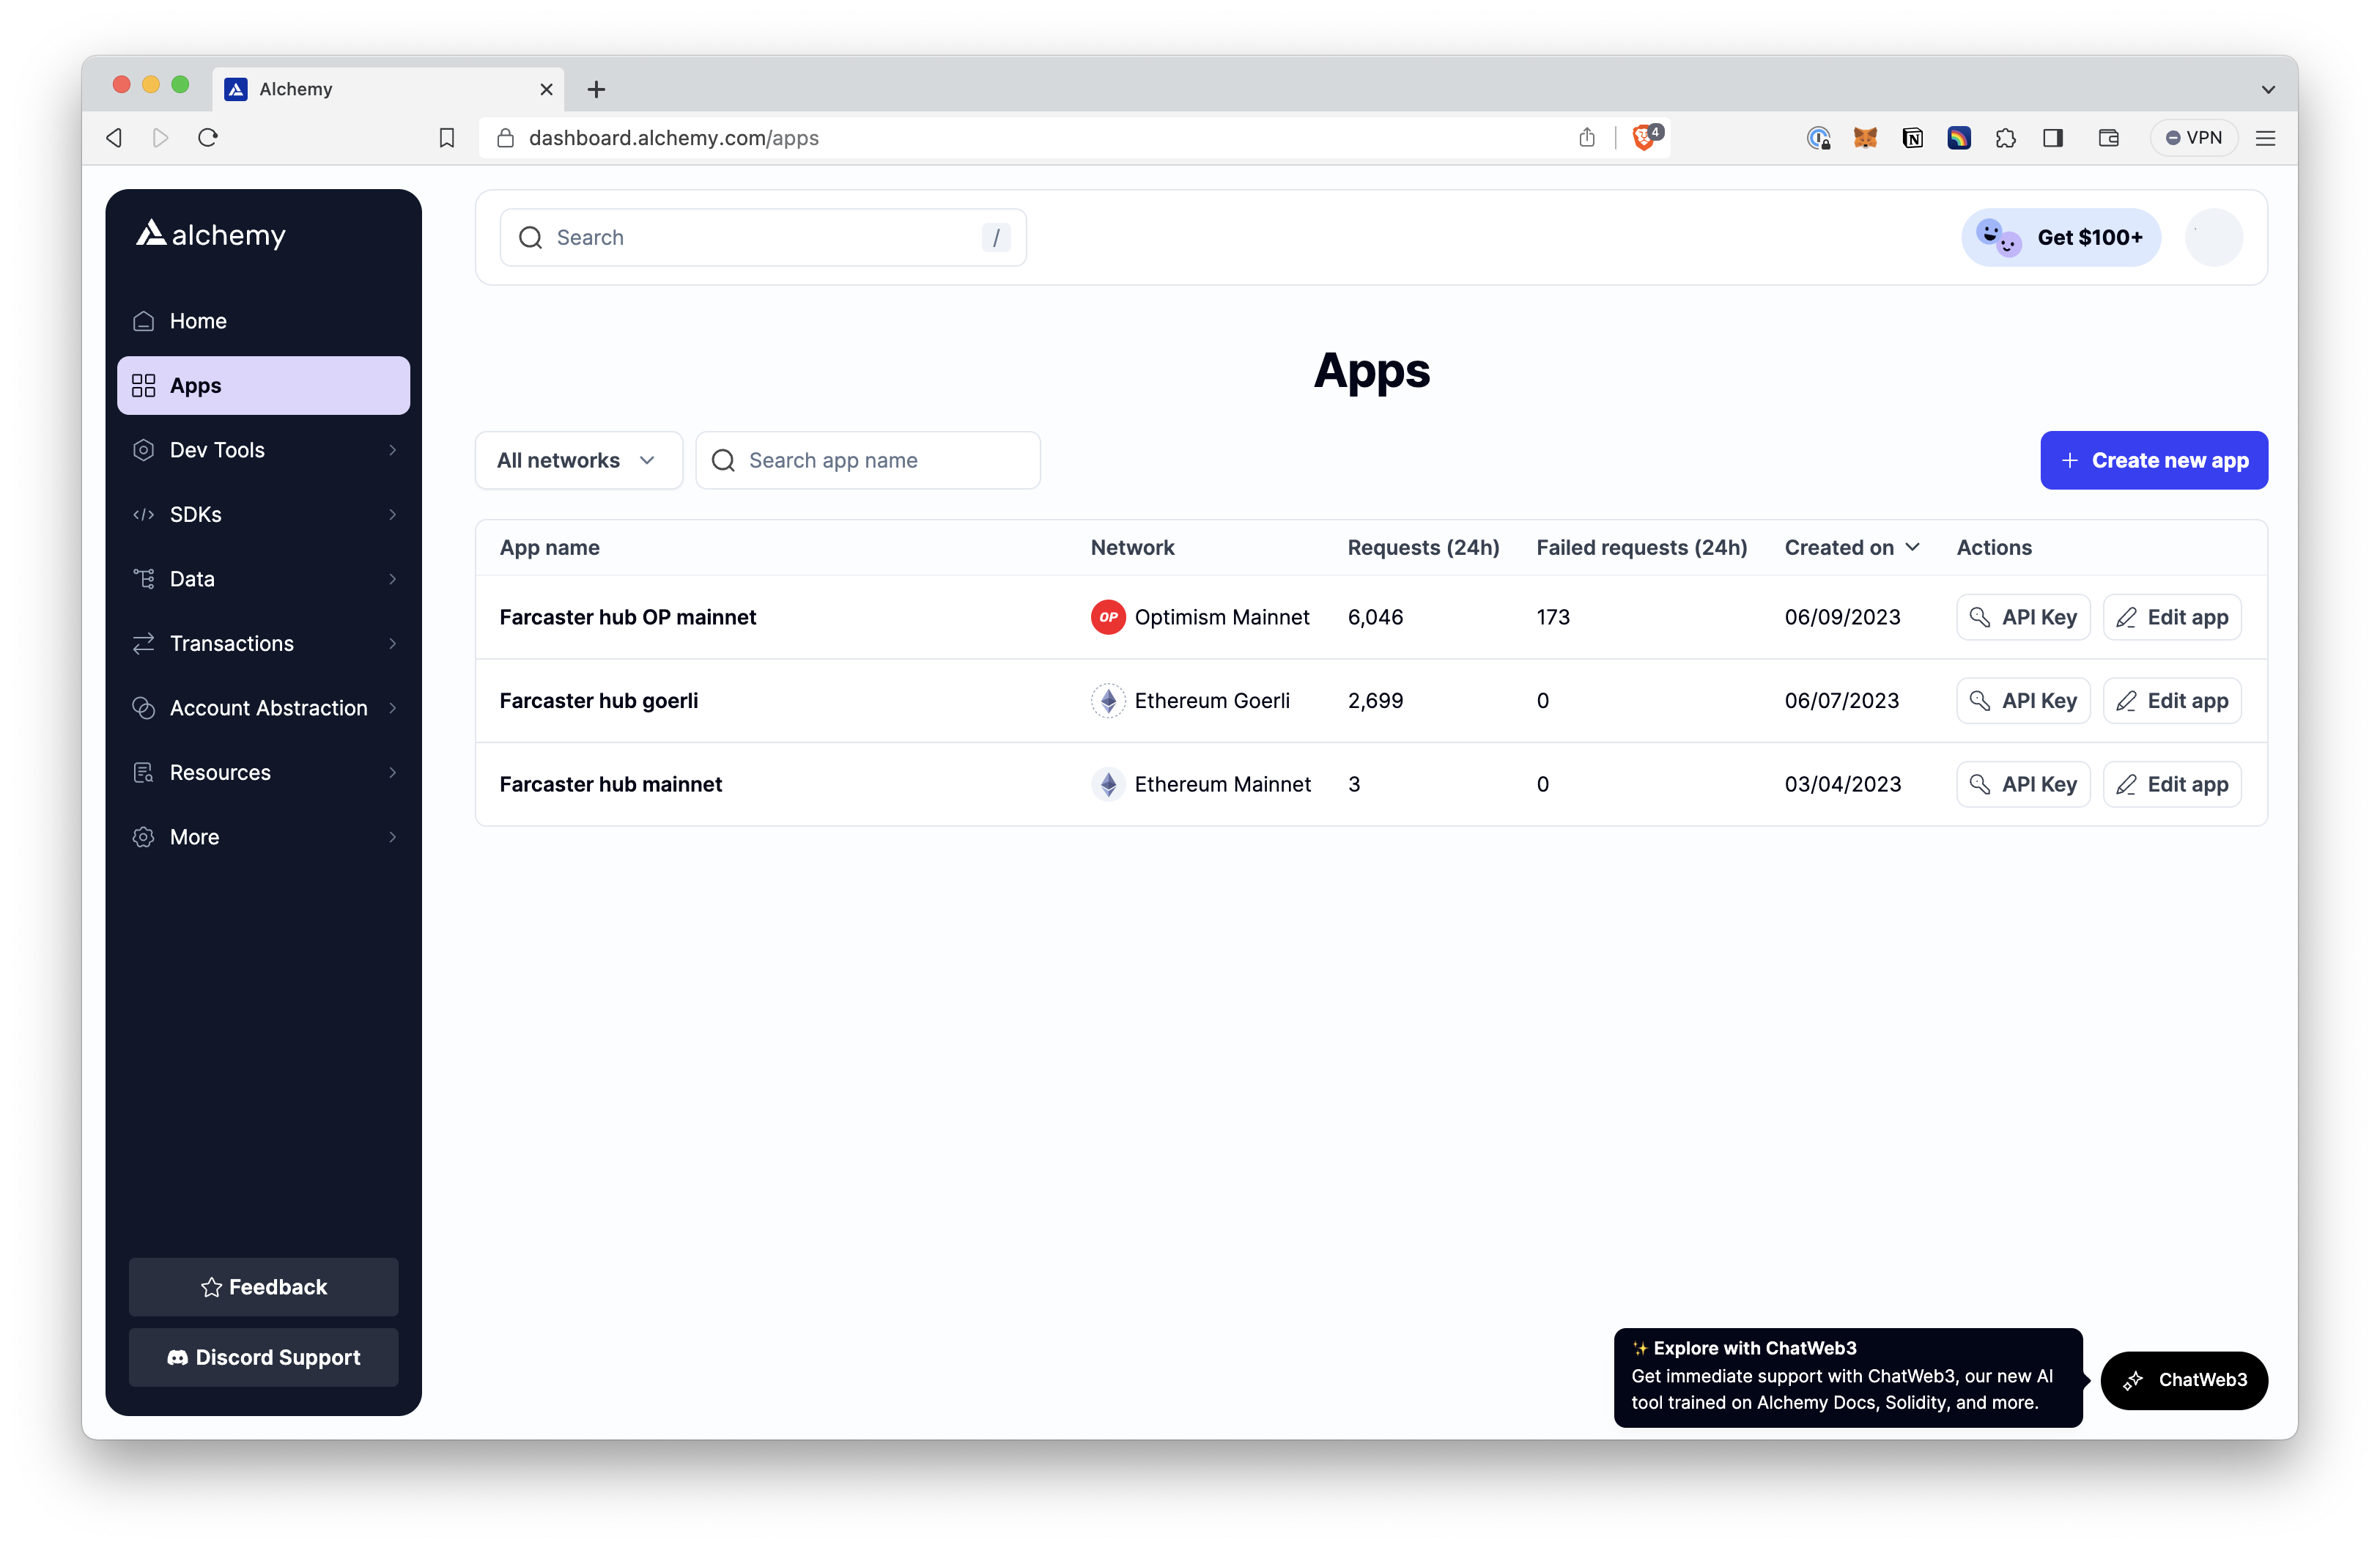 Alchemy
dashboard.alchemy.com/apps
4
VPN
alchemy
Search
/
Get $100+
Home
Apps
Dev Tools
SDKs
Data
Transactions
Account Abstraction
Resources
More
Feedback
Discord Support
Apps
All networks
Search app name
Create new app
App name Network Requests (24h) Failed requests (24h) Created on Actions
Farcaster hub OP mainnet OP Optimism Mainnet 6,046 173 06/09/2023 API Key Edit app
Farcaster hub goerli Ethereum Goerli 2,699 0 06/07/2023 API Key Edit app
Farcaster hub mainnet Ethereum Mainnet 3 0 03/04/2023 API Key Edit app
✨ Explore with ChatWeb3
Get immediate support with ChatWeb3, our new AI
tool trained on Alchemy Docs, Solidity, and more.
ChatWeb3